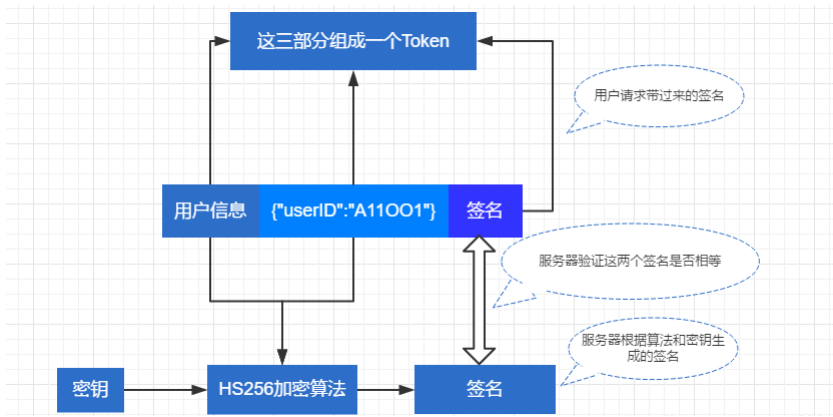 这三部分组成一个Token
用户请求带过来的签名
用户信息
{"userID":"A11OO1"}
签名
服务器验证这两个签名是否相等
服务器根据算法和密钥生
成的签名
密钥
HS256加密算法
签名